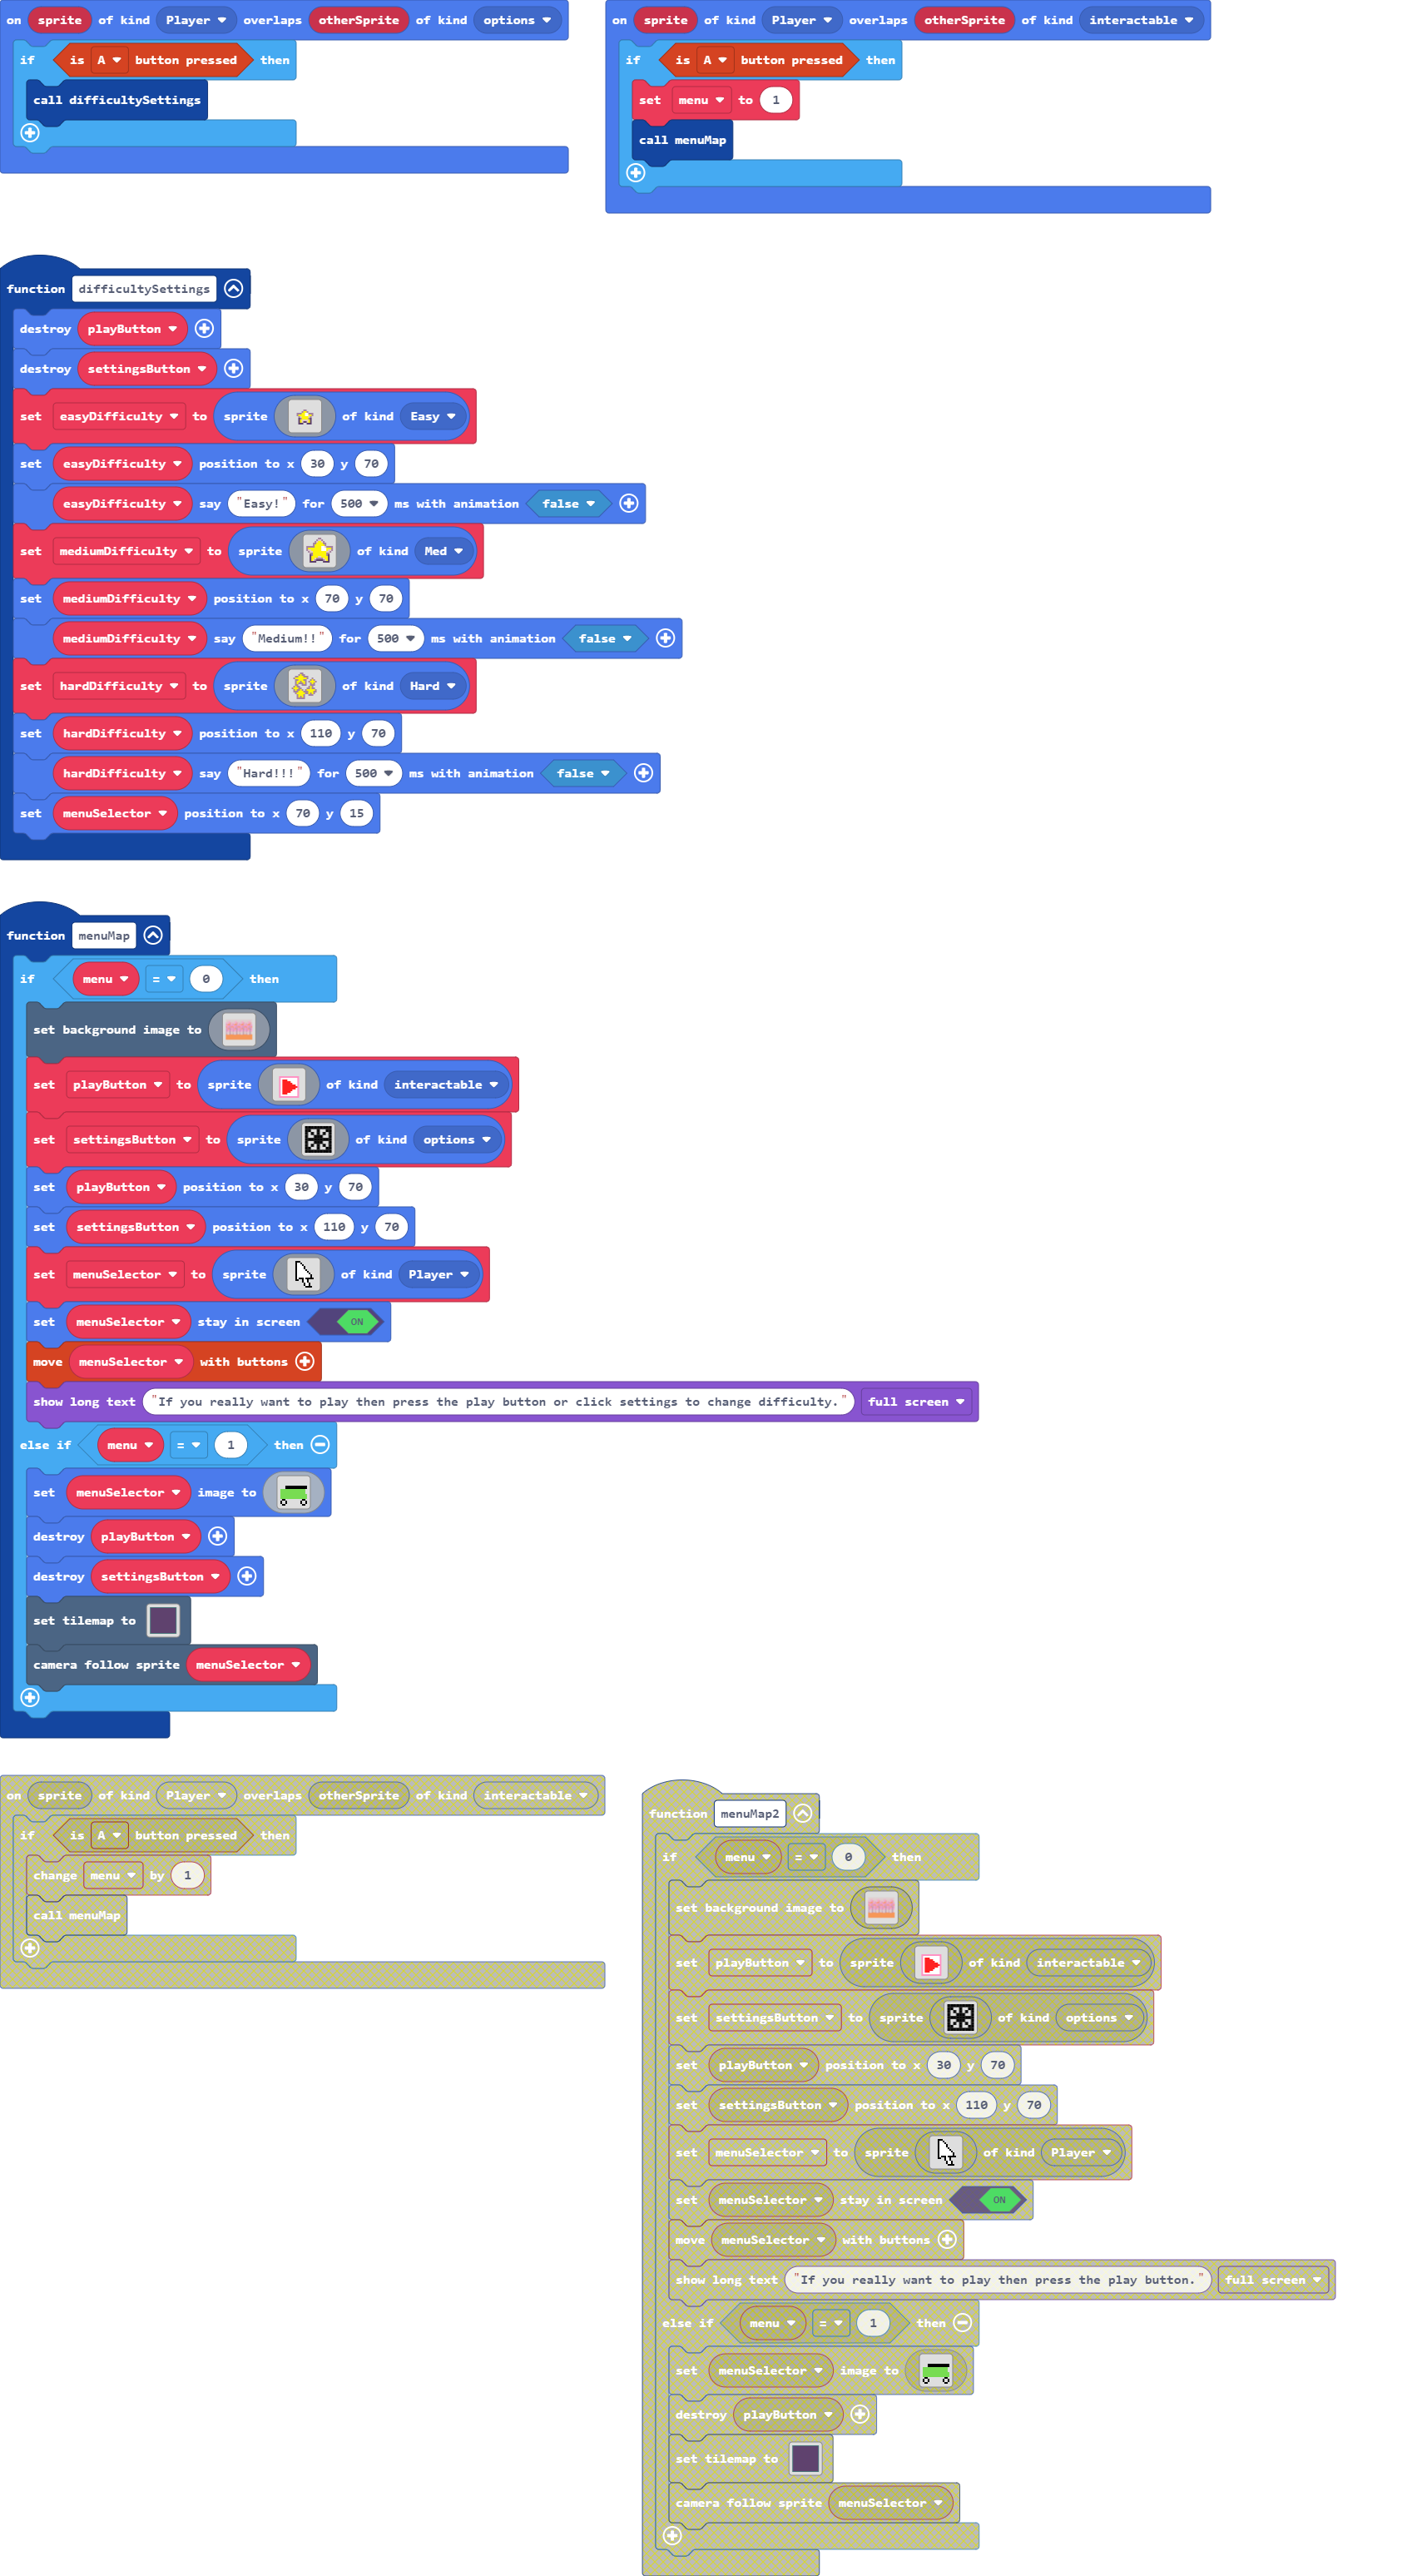 on sprite of kind Player overlaps otherSprite of kind options
if is A button pressed then
call difficultySettings
on sprite of kind Player overlaps otherSprite of kind interactable
if is A button pressed then
set menu to 1
call menuMap
function difficultySettings
destroy playButton
destroy settingsButton
set easyDifficulty to sprite of kind Easy
set easyDifficulty position to x 30 y 70
easyDifficulty say "Easy!" for 500 ms with animation false
set mediumDifficulty to sprite of kind Med
set mediumDifficulty position to x 70 y 70
mediumDifficulty say "Medium!!" for 500 ms with animation false
set hardDifficulty to sprite of kind Hard
set hardDifficulty position to x 110 y 70
hardDifficulty say "Hard!!!" for 500 ms with animation false
set menuSelector position to x 70 y 15
function menuMap
if menu = 0 then
set background image to
set playButton to sprite of kind interactable
set settingsButton to sprite of kind options
set playButton position to x 30 y 70
set settingsButton position to x 110 y 70
set menuSelector to sprite of kind Player
set menuSelector stay in screen ON
move menuSelector with buttons
show long text "If you really want to play then press the play button or click settings to change difficulty." full screen
else if menu = 1 then
set menuSelector image to
destroy playButton
destroy settingsButton
set tilemap to
camera follow sprite menuSelector
on sprite of kind Player overlaps otherSprite of kind interactable
if is A button pressed then
change menu by 1
call menuMap
function menuMap2
if menu = 0 then
set background image to
set playButton to sprite of kind interactable
set settingsButton to sprite of kind options
set playButton position to x 30 y 70
set settingsButton position to x 110 y 70
set menuSelector to sprite of kind Player
set menuSelector stay in screen ON
move menuSelector with buttons
show long text "If you really want to play then press the play button." full screen
else if menu = 1 then
set menuSelector image to
destroy playButton
set tilemap to
camera follow sprite menuSelector